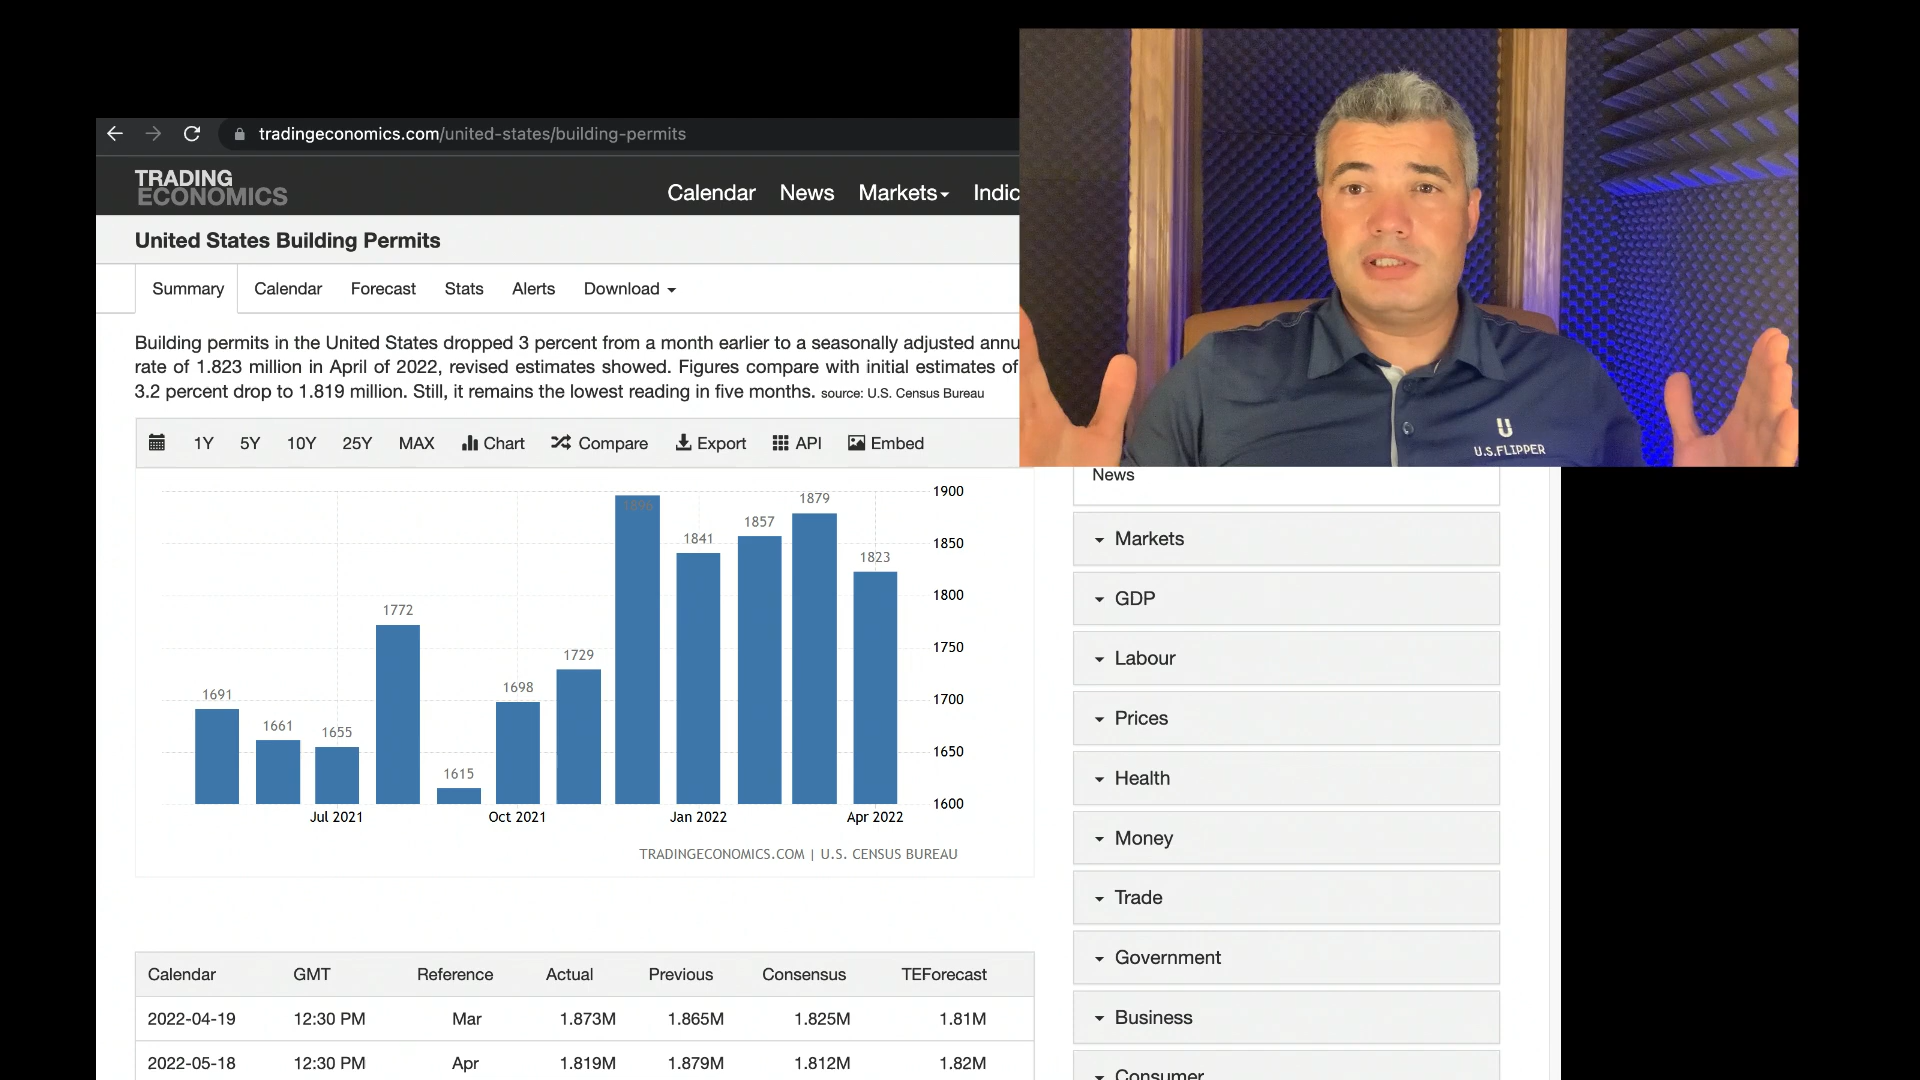 tradingeconomics.com/united-states/building-permits
TRADING
ECONOMICS
Calendar News Markets Indic
United States Building Permits
Summary Calendar Forecast Stats Alerts Download
Building permits in the United States dropped 3 percent from a month earlier to a seasonally adjusted annu
rate of 1.823 million in April of 2022, revised estimates showed. Figures compare with initial estimates of
3.2 percent drop to 1.819 million. Still, it remains the lowest reading in five months. source: U.S. Census Bureau
1Y 5Y 10Y 25Y MAX Chart Compare Export API Embed
U
U.S.FLIPPER
News
1900
1850
1800
1750
1700
1650
1600
1691
1661
1655
1772
1615
1698
1729
1896
1841
1857
1879
1823
Jul 2021 Oct 2021 Jan 2022 Apr 2022
TRADINGECONOMICS.COM | U.S. CENSUS BUREAU
Calendar GMT Reference Actual Previous Consensus TEForecast
2022-04-19 12:30 PM Mar 1.873M 1.865M 1.825M 1.81M
2022-05-18 12:30 PM Apr 1.819M 1.879M 1.812M 1.82M
Markets
GDP
Labour
Prices
Health
Money
Trade
Government
Business
Consumer